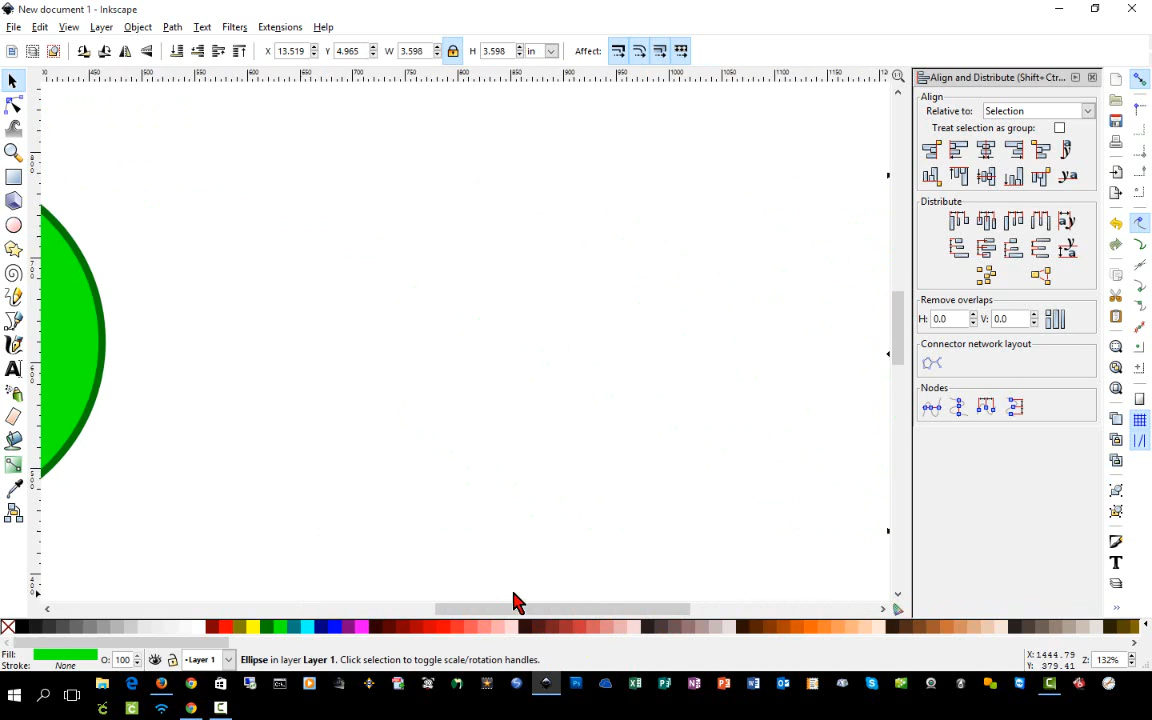 New document 1 - Inkscape
File Edit View Layer Object Path Text Filters Extensions Help
X 13.519 Y 4.965 W 3.598 H 3.598 in Affect:
Align and Distribute (Shift+Ctr...
Align
Relative to: Selection
Treat selection as group:
Distribute
Remove overlaps
H: 0.0 V: 0.0
Connector network layout
Nodes
Fill:
Stroke: None
O: 100
Layer 1
Ellipse in layer Layer 1. Click selection to toggle scale/rotation handles.
X:1444.79
Y: 379.41
Z: 132%